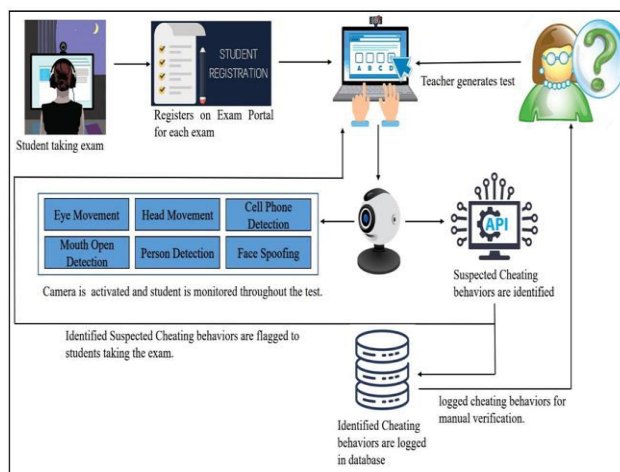 STUDENT
REGISTRATION
A B C D
Teacher generates test
Registers on Exam Portal
for each exam
Student taking exam
Eye Movement
Head Movement
Cell Phone
Detection
Mouth Open
Detection
Person Detection
Face Spoofing
API
Camera is activated and student is monitored throughout the test.
Suspected Cheating
behaviors are identified
Identified Suspected Cheating behaviors are flagged to
students taking the exam.
logged cheating behaviors for
manual verification.
Identified Cheating
behaviors are logged
in database